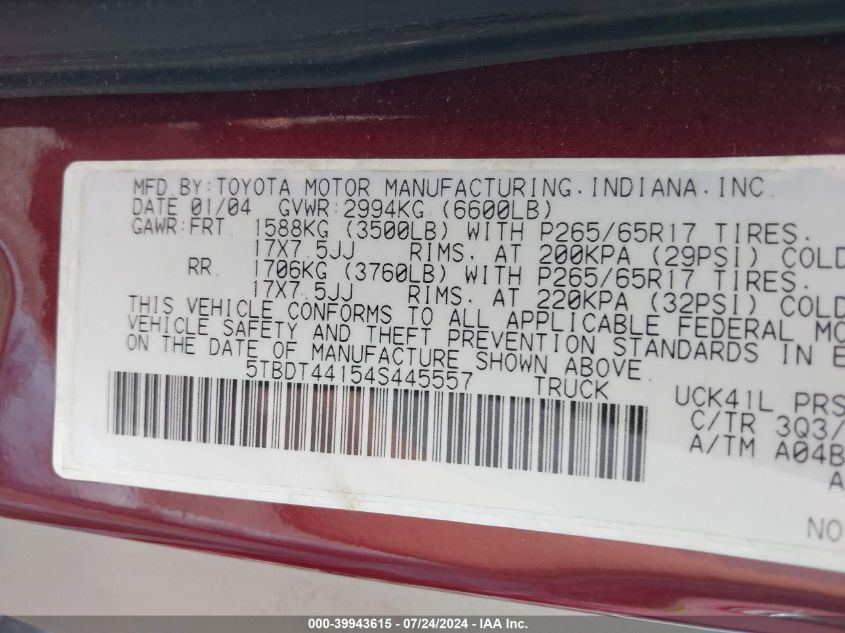 MFD BY:TOYOTA MOTOR MANUFACTURING.INDIANA.INC.
DATE 01/04 GVWR:2994KG (6600LB)
GAWR:FRT. 1588KG (3500LB) WITH P265/65R17 TIRES.
17X7.5JJ RIMS. AT 200KPA (29PSI) COLD
RR. 1706KG (3760LB) WITH P265/65R17 TIRES.
17X7.5JJ RIMS. AT 220KPA (32PSI) COLD
THIS VEHICLE CONFORMS TO ALL APPLICABLE FEDERAL MO
VEHICLE SAFETY AND THEFT PREVENTION STANDARDS IN E
ON THE DATE OF MANUFACTURE SHOWN ABOVE.
5TBDT44154S445557 TRUCK
UCK41L PRS
C/TR 3Q3/
A/TM A04B
A
NO
000-39943615 - 07/24/2024 - IAA Inc.